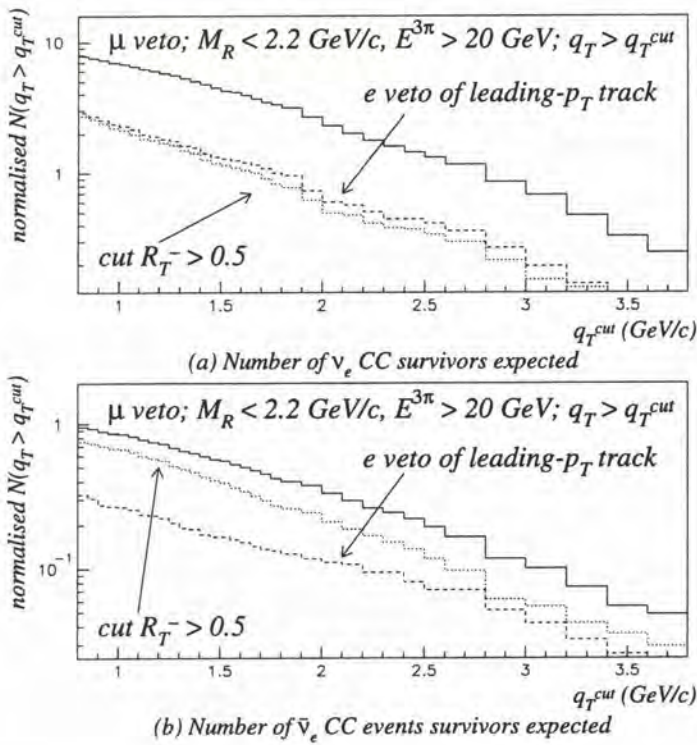 normalised N(q_T > q_T^cut)
10
1
μ veto; M_R < 2.2 GeV/c, E^3π > 20 GeV; q_T > q_T^cut
e veto of leading-p_T track
cut R_T^- > 0.5
1 1.5 2 2.5 3 3.5
q_T^cut (GeV/c)
(a) Number of ν_e CC survivors expected
normalised N(q_T > q_T^cut)
1
10^-1
μ veto; M_R < 2.2 GeV/c, E^3π > 20 GeV; q_T > q_T^cut
e veto of leading-p_T track
cut R_T^- > 0.5
1 1.5 2 2.5 3 3.5
q_T^cut (GeV/c)
(b) Number of ν̄_e CC events survivors expected